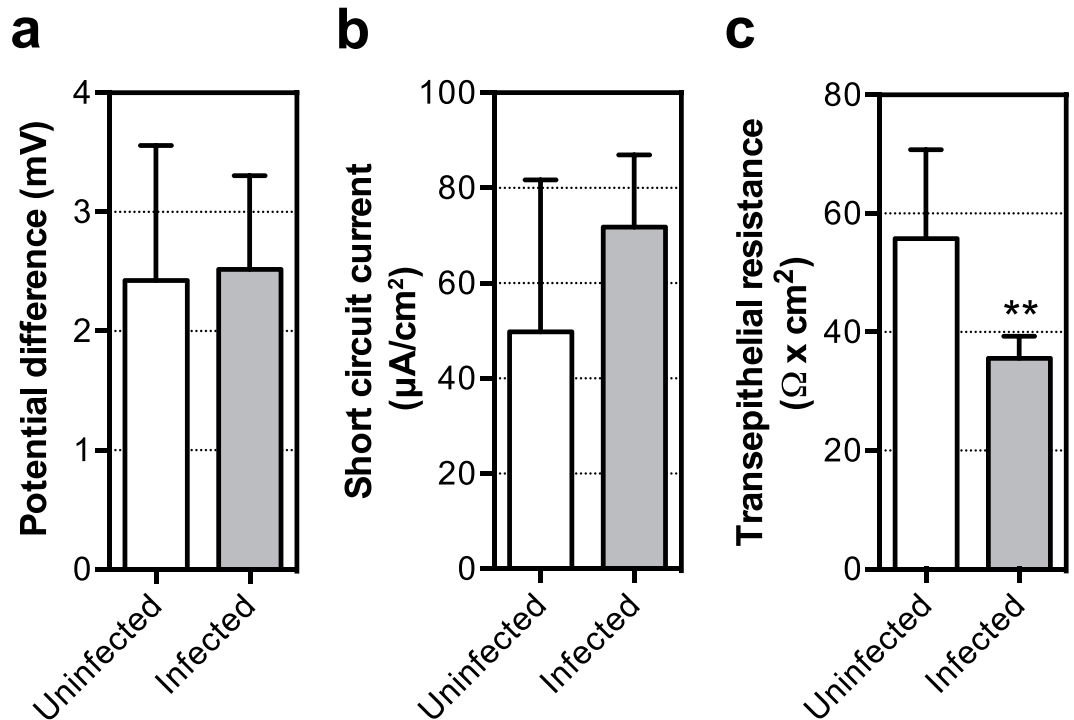 a
Potential difference (mV)
4
3
2
1
0
Uninfected
Infected
b
Short circuit current
(µA/cm²)
100
80
60
40
20
0
Uninfected
Infected
c
Transepithelial resistance
(Ω x cm²)
80
60
40
20
0
**
Uninfected
Infected